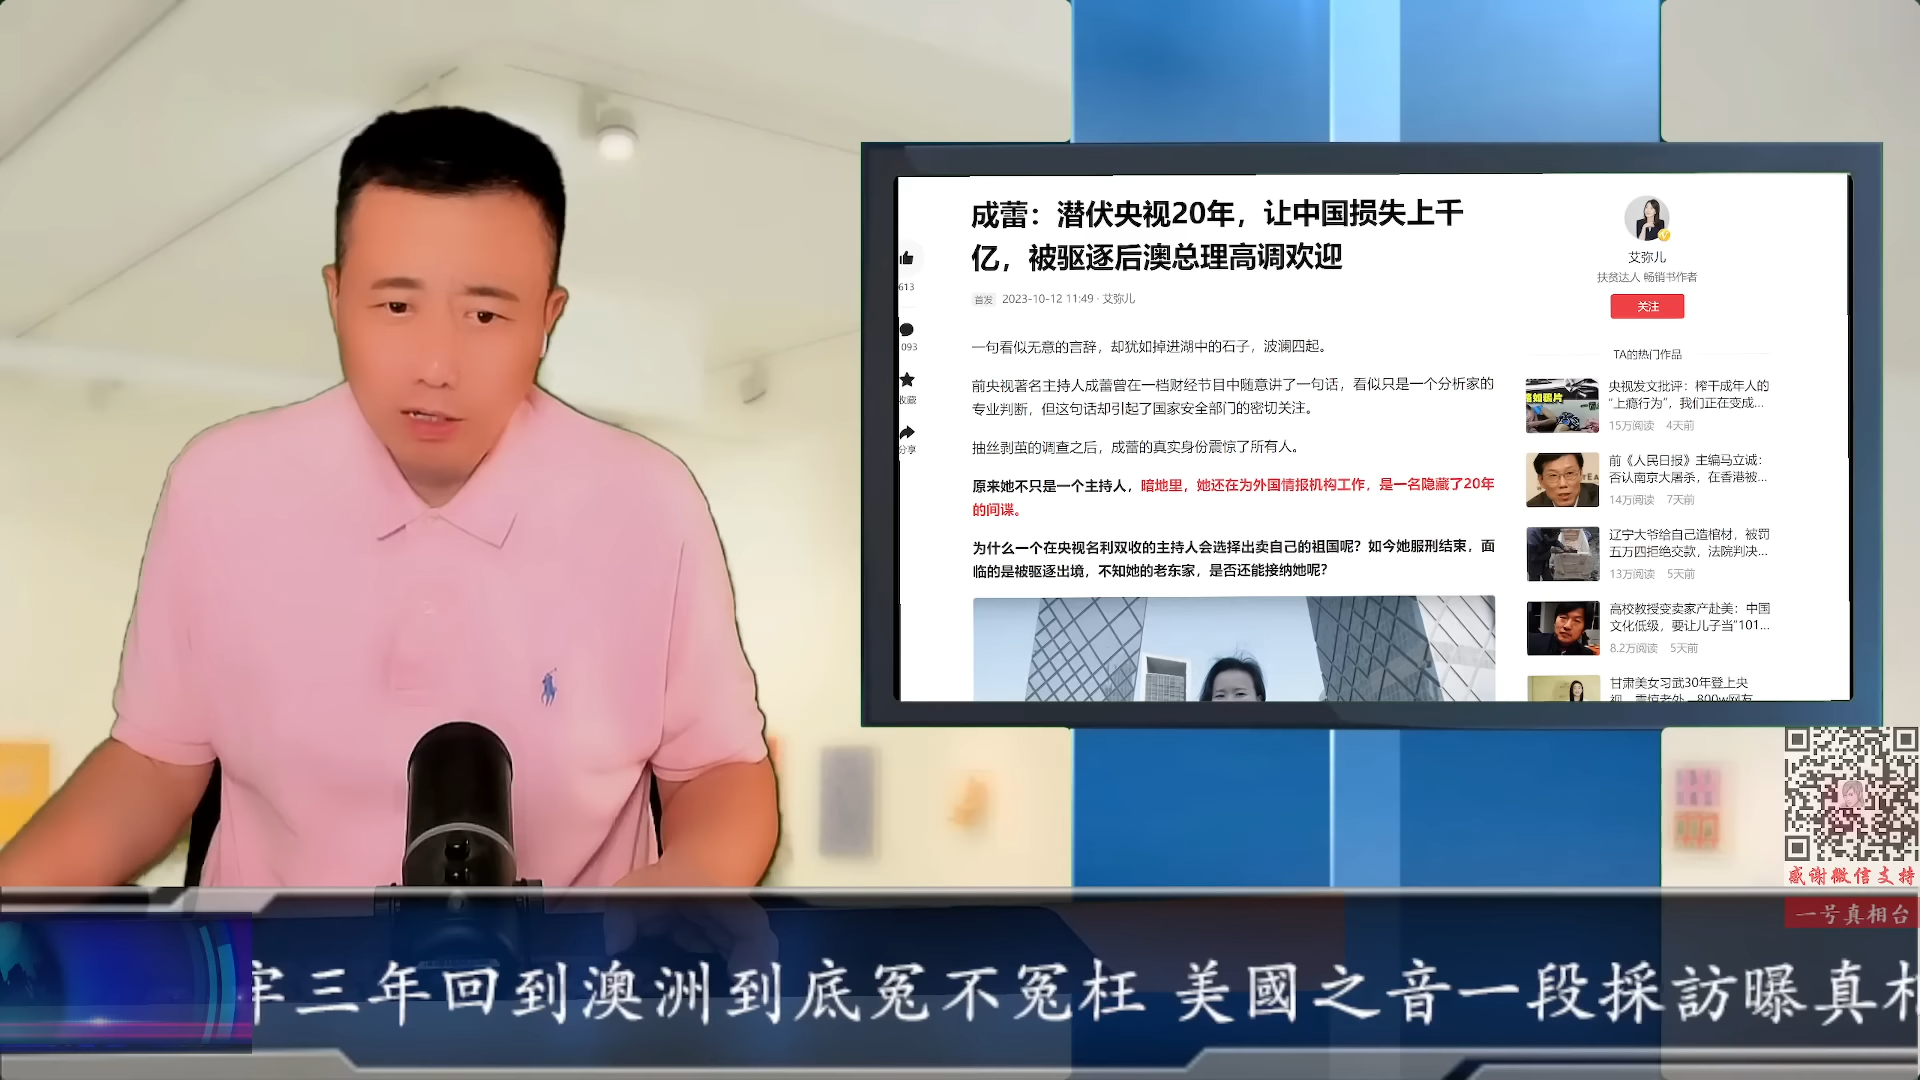 成蕾：潜伏央视20年，让中国损失上千
亿，被驱逐后澳总理高调欢迎
首发 2023-10-12 11:49 · 艾弥儿
一句看似无意的言辞，却犹如掉进湖中的石子，波澜四起。
前央视著名主持人成蕾曾在一档财经节目中随意讲了一句话，看似只是一个分析家的
专业判断，但这句话却引起了国家安全部门的密切关注。
抽丝剥茧的调查之后，成蕾的真实身份震惊了所有人。
原来她不只是一个主持人，暗地里，她还在为外国情报机构工作，是一名隐藏了20年
的间谍。
为什么一个在央视名利双收的主持人会选择出卖自己的祖国呢？如今她服刑结束，面
临的是被驱逐出境，不知她的老东家，是否还能接纳她呢？
613
093
收藏
分享
艾弥儿
扶贫达人 畅销书作者
关注
TA的热门作品
央视发文批评：榨干成年人的
“上瘾行为”，我们正在变成...
15万阅读 4天前
前《人民日报》主编马立诚：
否认南京大屠杀，在香港被...
14万阅读 7天前
辽宁大爷给自己造棺材，被罚
五万四拒绝交款，法院判决...
13万阅读 5天前
高校教授变卖家产赴美：中国
文化低级，要让儿子当“101...
8.2万阅读 5天前
甘肃美女习武30年登上央
视，震惊老外，800w网友
感谢微信支持
一号真相台
牢三年回到澳洲到底冤不冤枉 美國之音一段採訪曝真相